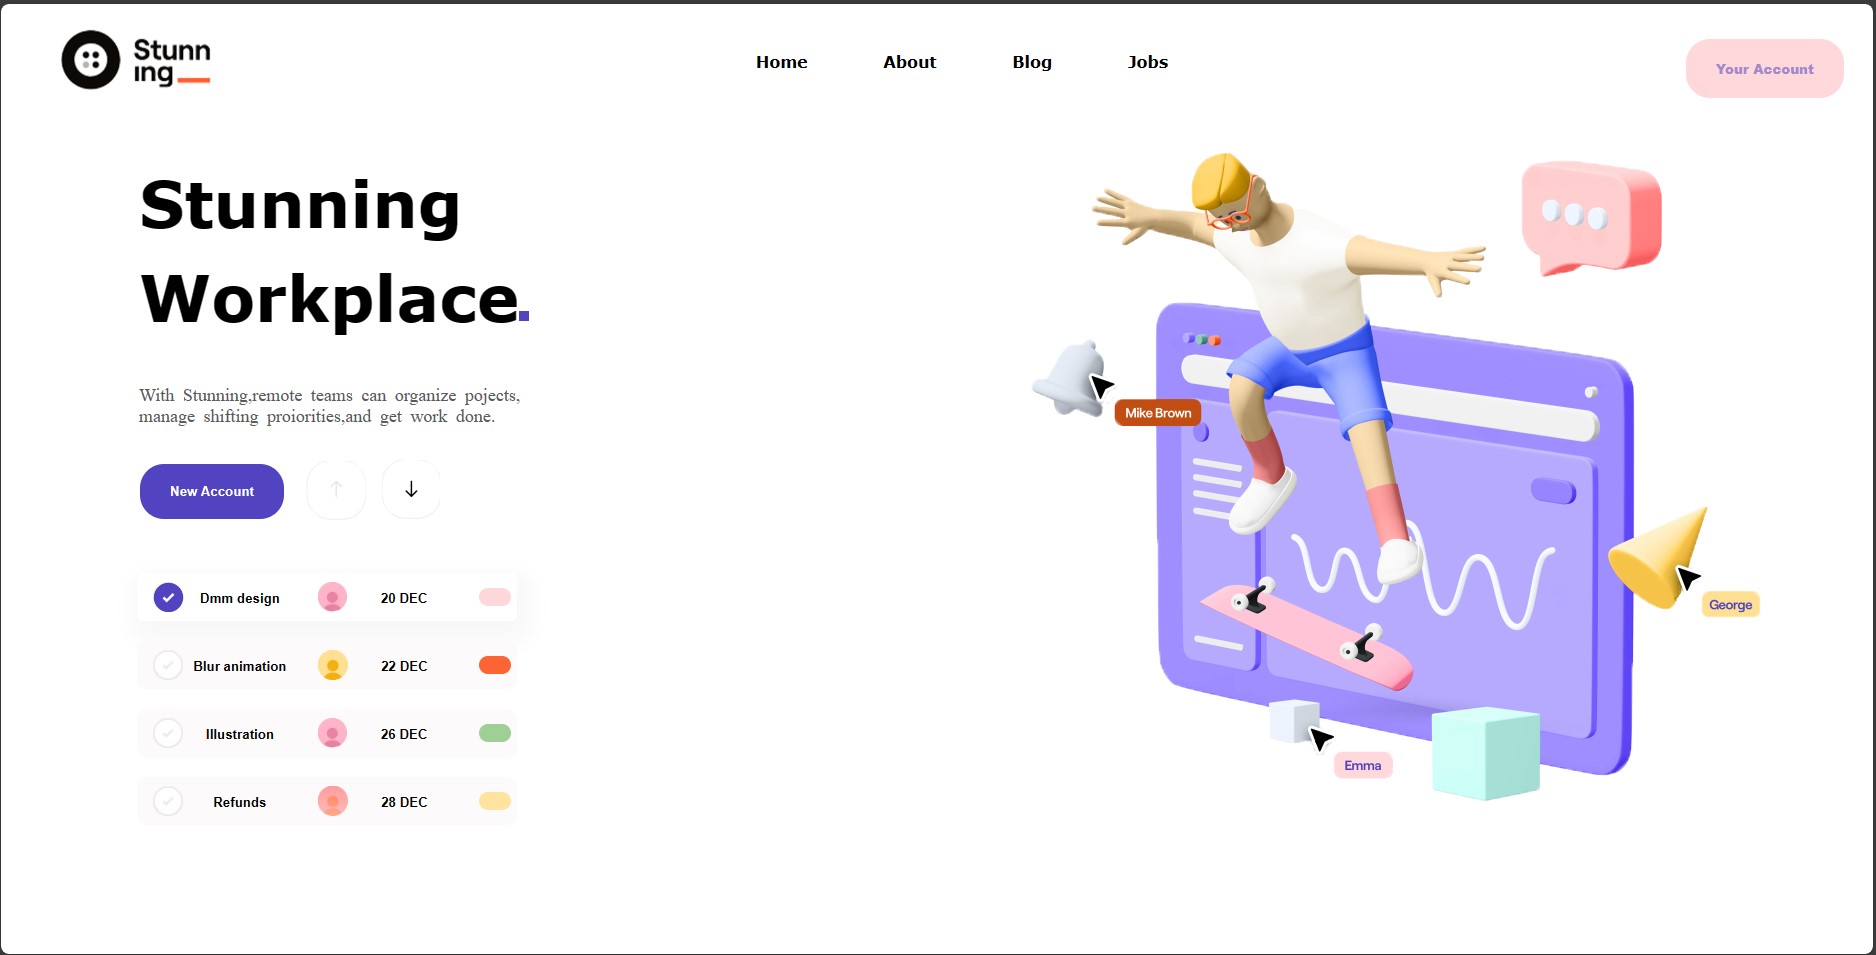 Stunn
ing
Home About Blog Jobs
Your Account
Stunning
Workplace.
With Stunning,remote teams can organize pojects,
manage shifting proiorities,and get work done.
New Account
Dmm design 20 DEC
Blur animation 22 DEC
Illustration 26 DEC
Refunds 28 DEC
Mike Brown
George
Emma